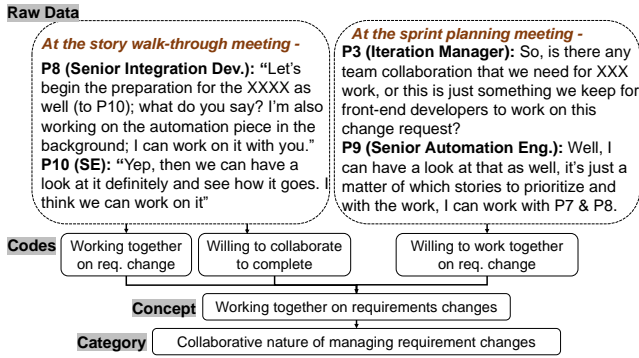 Raw Data
At the story walk-through meeting -
P8 (Senior Integration Dev.): “Let’s
begin the preparation for the XXXX as
well (to P10); what do you say? I’m also
working on the automation piece in the
background; I can work on it with you.”
P10 (SE): “Yep, then we can have a
look at it definitely and see how it goes. I
think we can work on it”
At the sprint planning meeting -
P3 (Iteration Manager): So, is there any
team collaboration that we need for XXX
work, or this is just something we keep for
front-end developers to work on this
change request?
P9 (Senior Automation Eng.): Well, I
can have a look at that as well, it’s just a
matter of which stories to prioritize and
with the work, I can work with P7 & P8.
Codes
Working together
on req. change
Willing to collaborate
to complete
Willing to work together
on req. change
Concept
Working together on requirements changes
Category
Collaborative nature of managing requirement changes